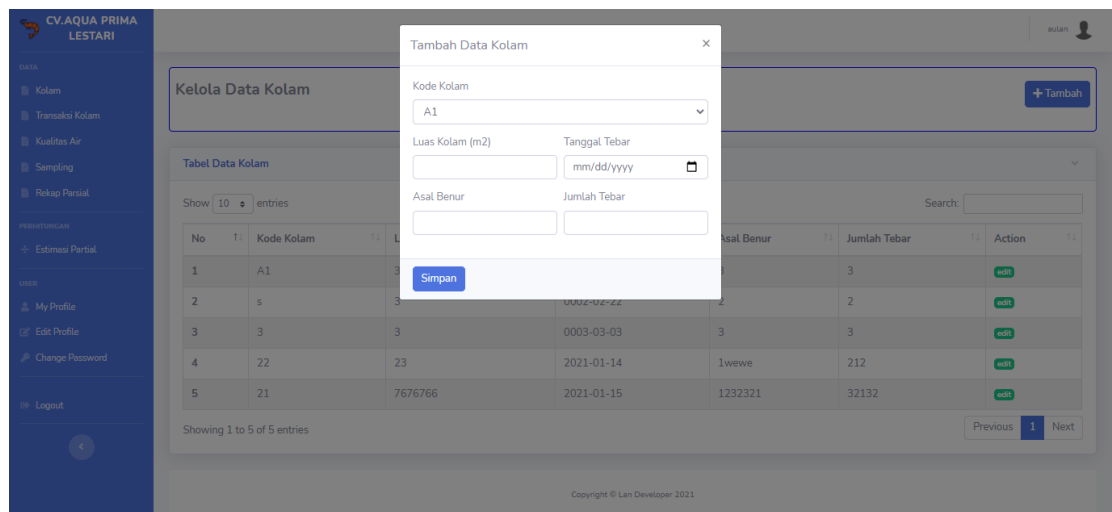 CV.AQUA PRIMA
LESTARI
aulan
DATA
Kolam
Transaksi Kolam
Kualitas Air
Sampling
Rekap Parsial
PERHITUNGAN
Estimasi Partial
USER
My Profile
Edit Profile
Change Password
Logout
Kelola Data Kolam
+ Tambah
Tambah Data Kolam ×
Kode Kolam
A1
Luas Kolam (m2) Tanggal Tebar
mm/dd/yyyy
Asal Benur Jumlah Tebar
Simpan
Tabel Data Kolam
Show 10 entries Search:
No Kode Kolam L Asal Benur Jumlah Tebar Action
1 A1 3 3 edit
2 s 3 0002-02-22 2 2 edit
3 3 3 0003-03-03 3 3 edit
4 22 23 2021-01-14 1wewe 212 edit
5 21 7676766 2021-01-15 1232321 32132 edit
Showing 1 to 5 of 5 entries Previous 1 Next
Copyright © Lan Developer 2021